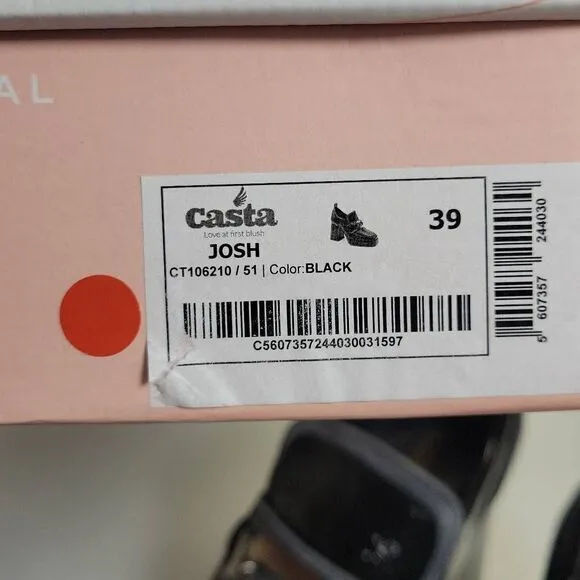 AL
Casta
Love at first blush
39
JOSH
CT106210 / 51 | Color:BLACK
C5607357244030031597
5 607357 244030